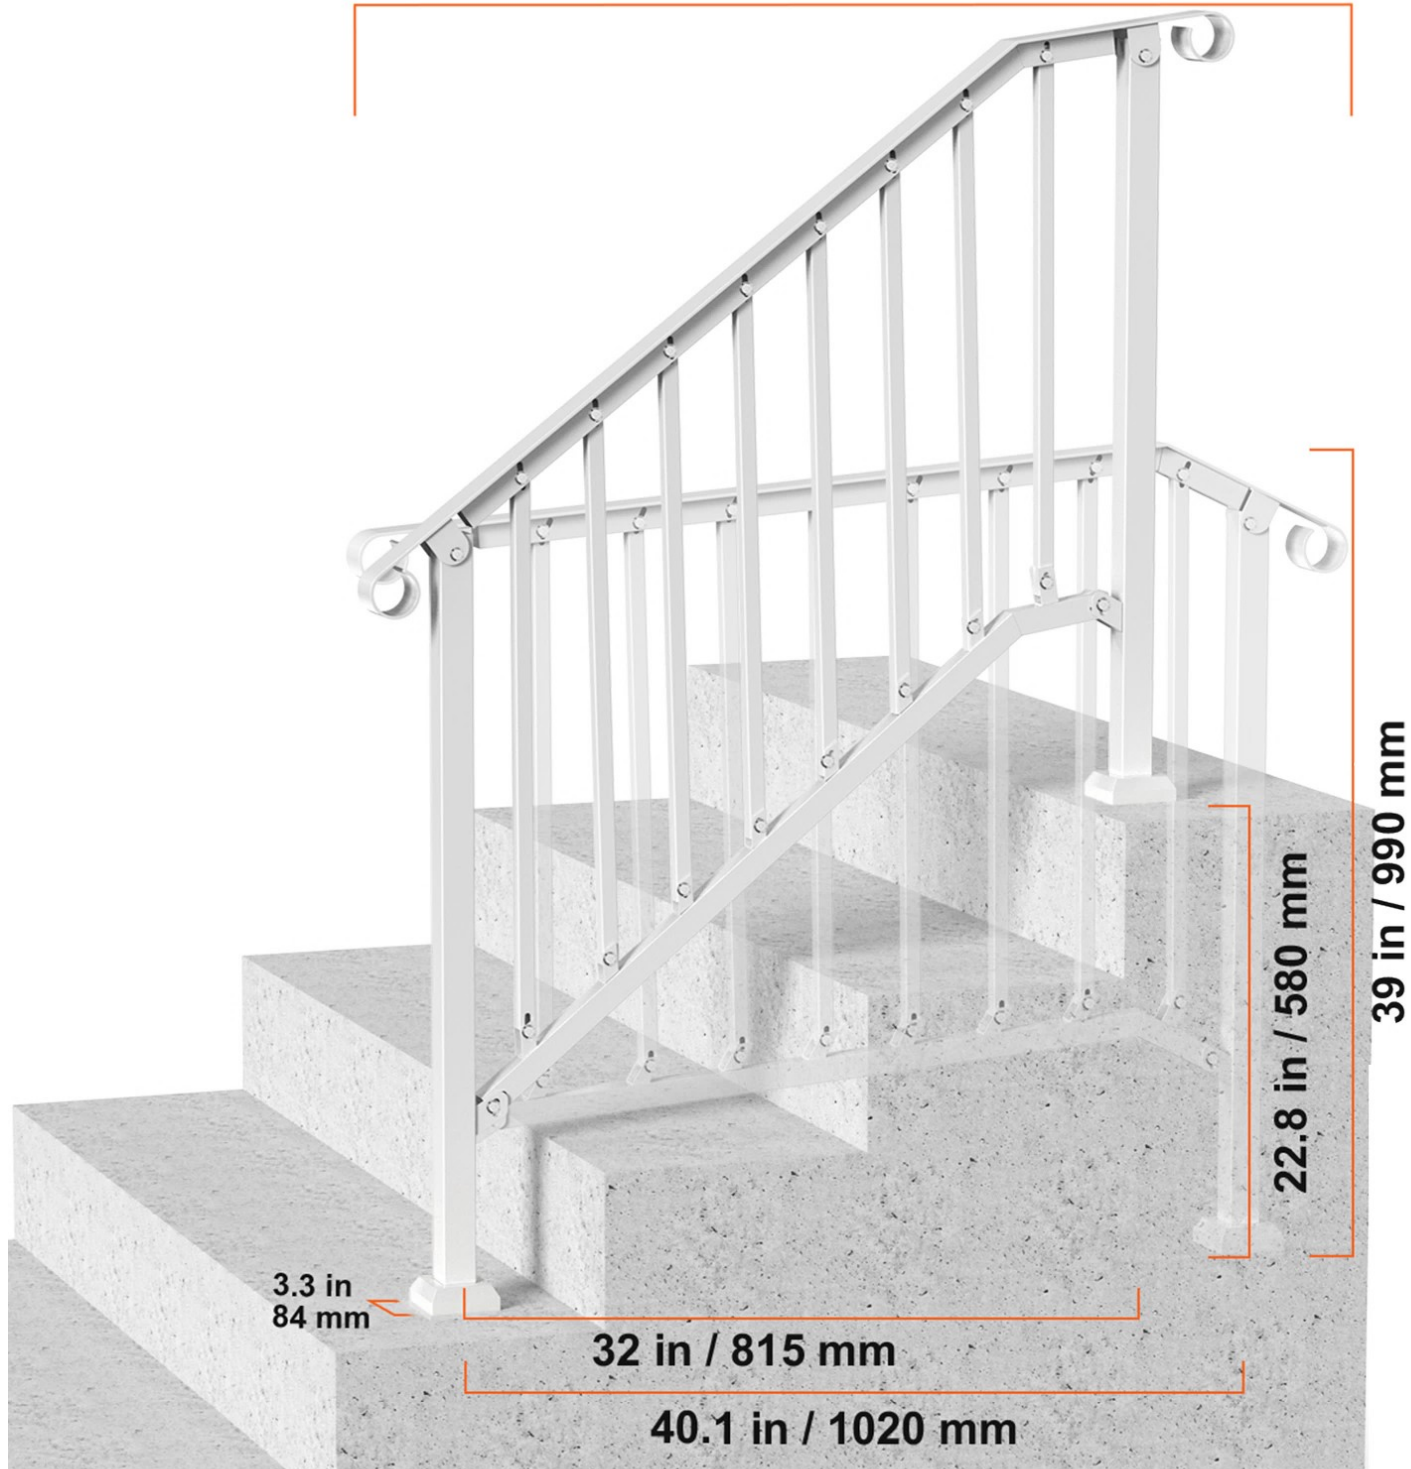 39 in / 990 mm
22.8 in / 580 mm
3.3 in
84 mm
32 in / 815 mm
40.1 in / 1020 mm